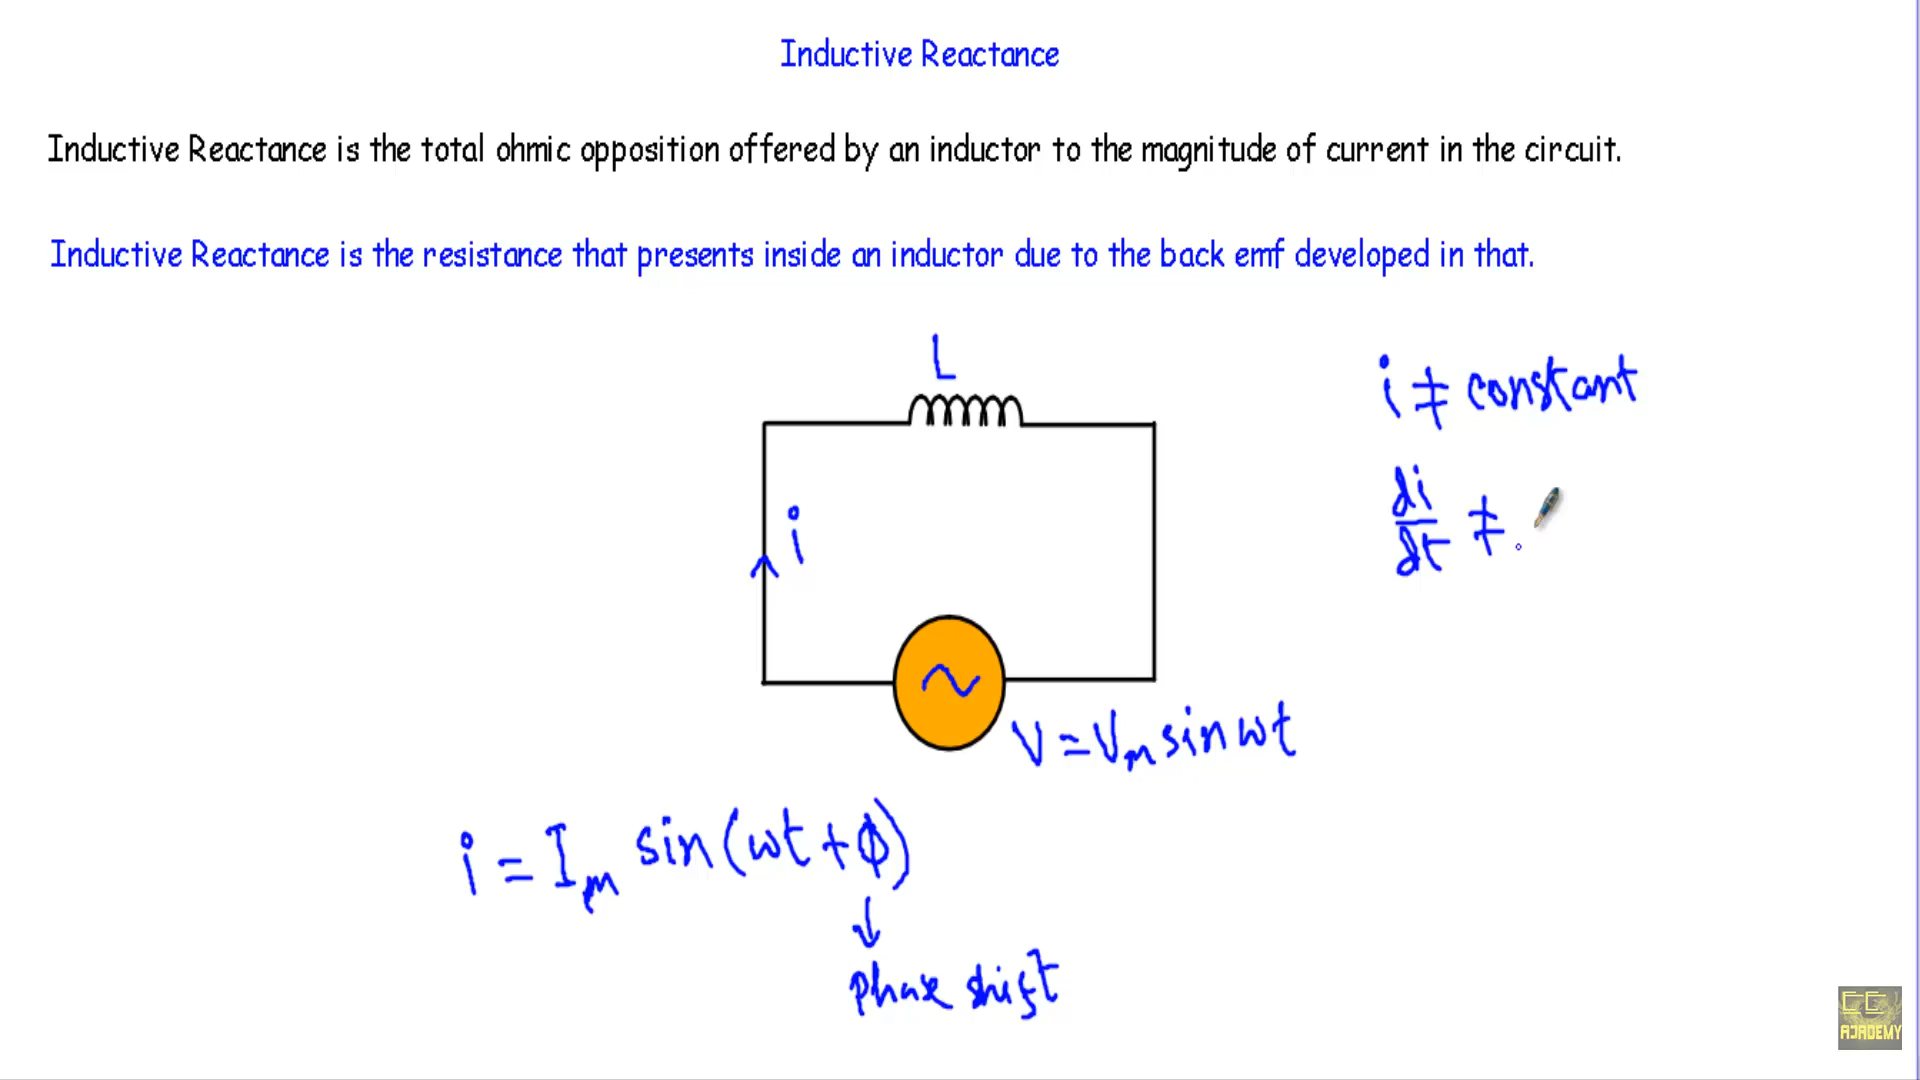 Inductive Reactance
Inductive Reactance is the total ohmic opposition offered by an inductor to the magnitude of current in the circuit.
Inductive Reactance is the resistance that presents inside an inductor due to the back emf developed in that.
L
i ≠ constant
di/dt ≠ .
i
V = Vm sin ωt
i = Im sin(ωt + ϕ)
↓
phase shift
EE
ACADEMY